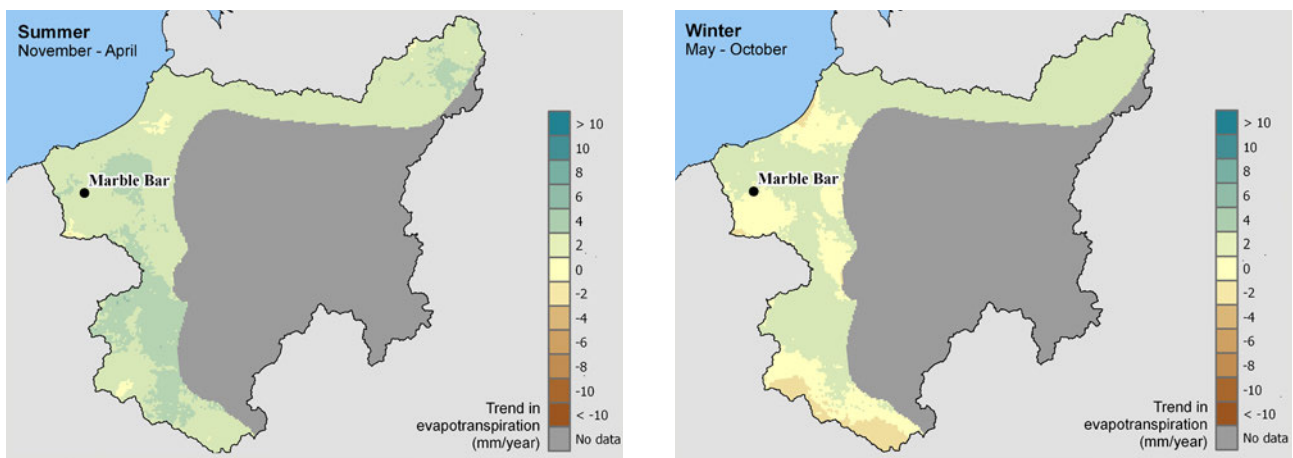 Summer
November - April
Marble Bar
> 10
10
8
6
4
2
0
-2
-4
-6
-8
-10
< -10
No data
Trend in
evapotranspiration
(mm/year)
Winter
May - October
Marble Bar
> 10
10
8
6
4
2
0
-2
-4
-6
-8
-10
< -10
No data
Trend in
evapotranspiration
(mm/year)